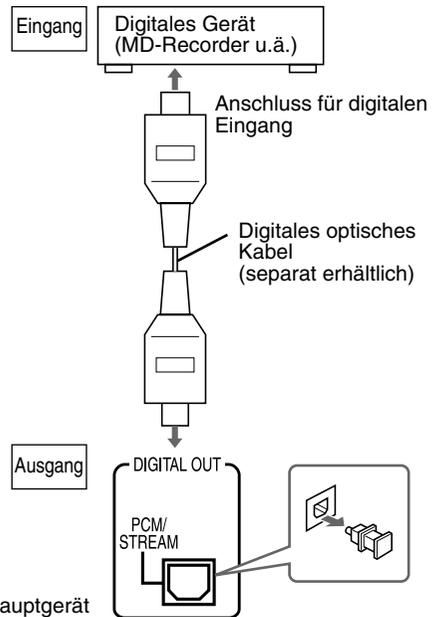 Eingang
Digitales Gerät
(MD-Recorder u.ä.)
Anschluss für digitalen
Eingang
Digitales optisches
Kabel
(separat erhältlich)
Ausgang
DIGITAL OUT
PCM/
STREAM
auptgerät